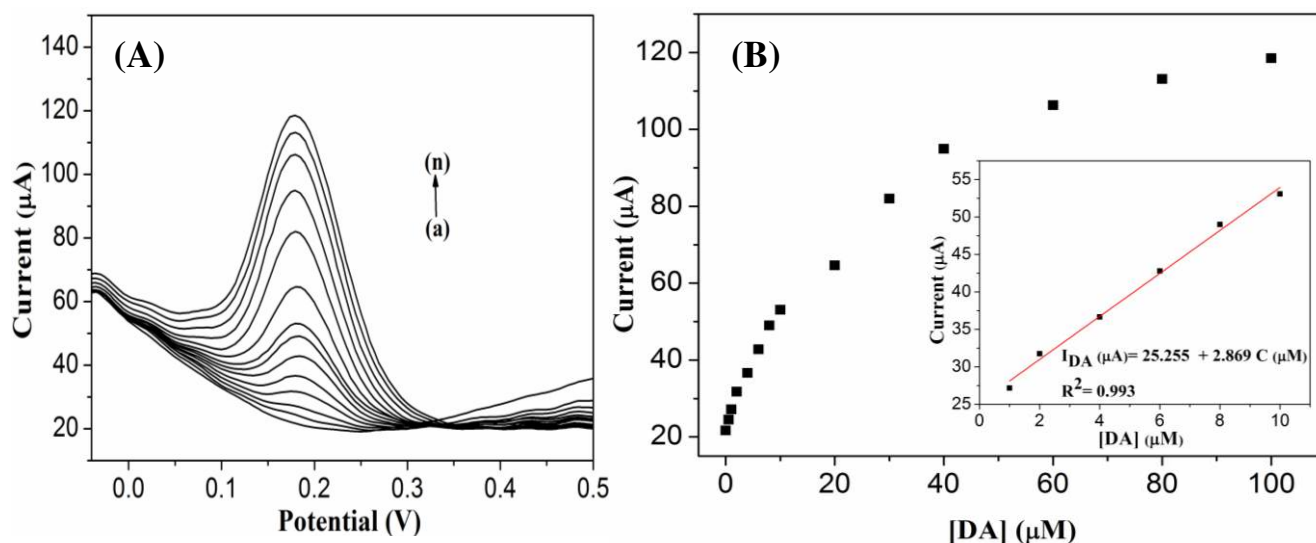 (A)
140
120
100
80
60
40
20
Current (μA)
(n)
(a)
0.0 0.1 0.2 0.3 0.4 0.5
Potential (V)
(B)
120
100
80
60
40
20
Current (μA)
0 20 40 60 80 100
[DA] (μM)
55
50
45
40
35
30
25
Current (μA)
I_DA (μA)= 25.255 + 2.869 C (μM)
R²= 0.993
0 2 4 6 8 10
[DA] (μM)